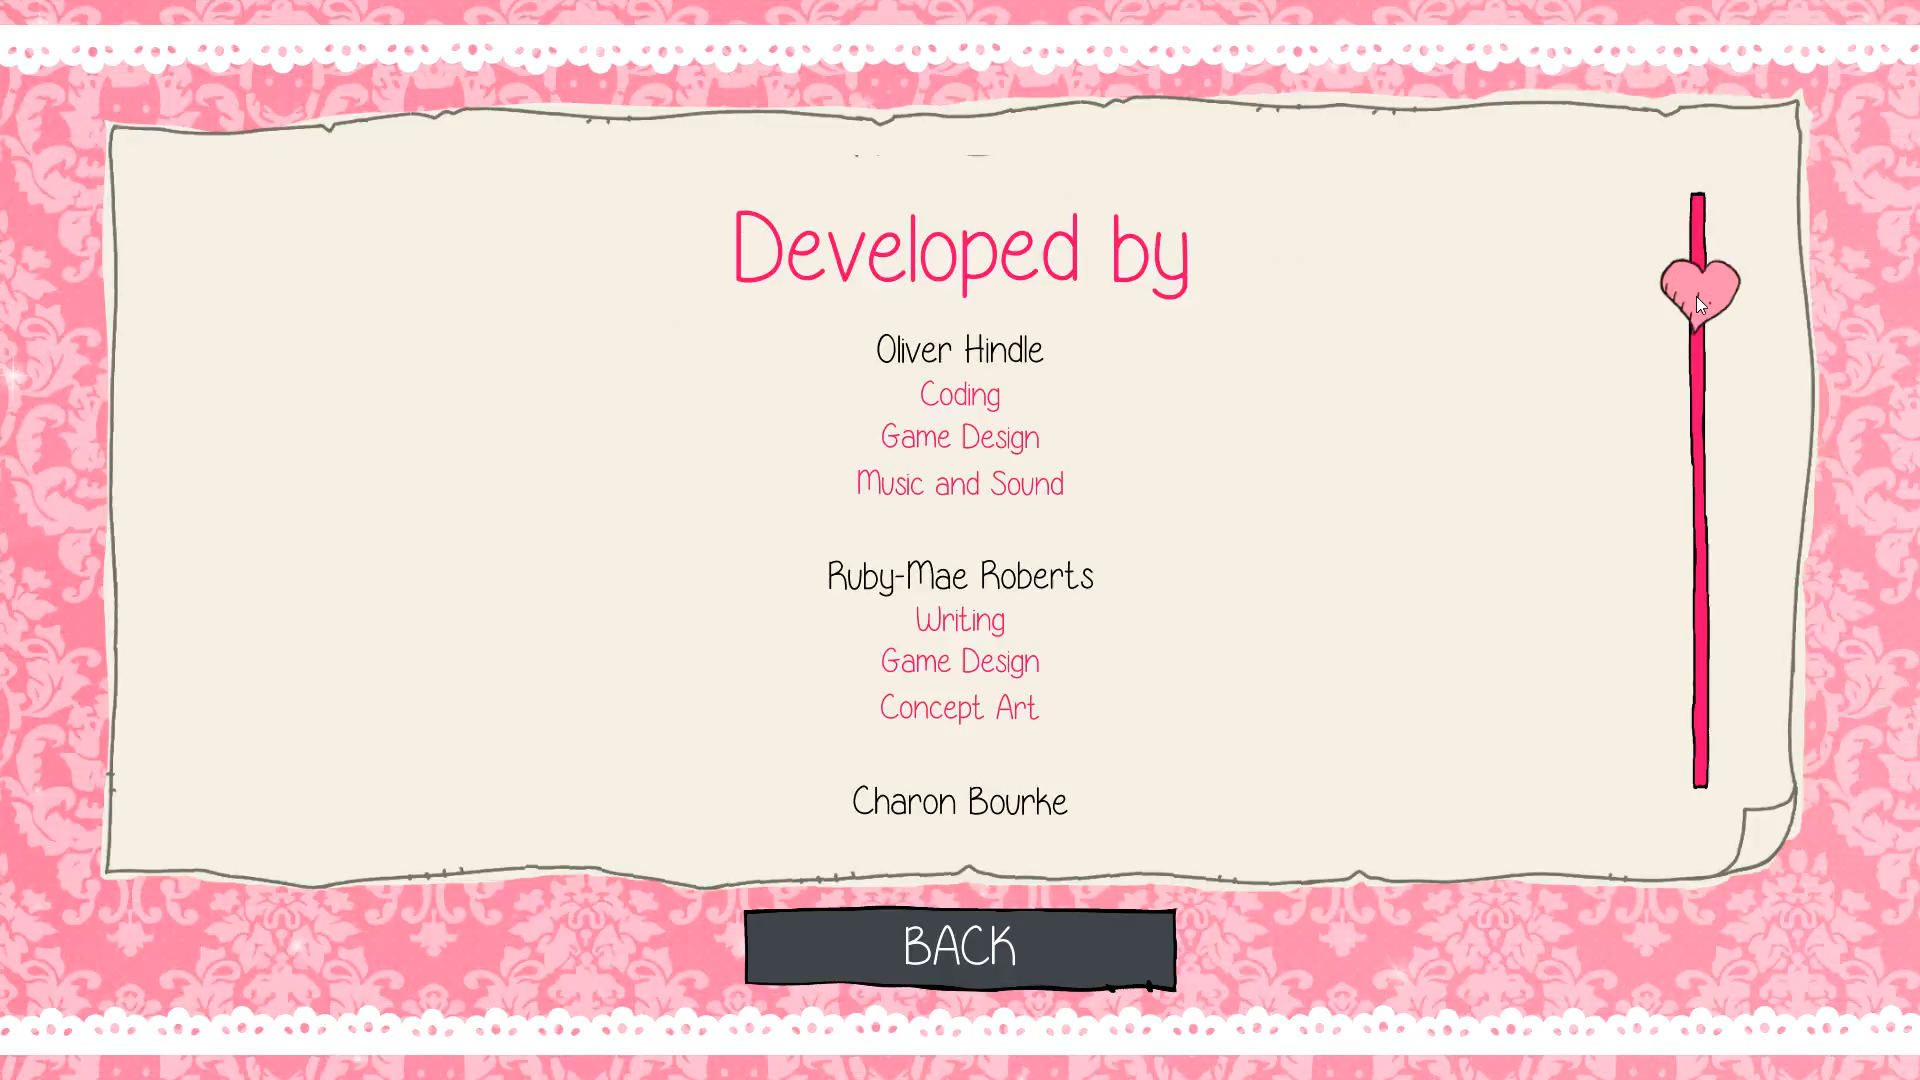 Developed by
Oliver Hindle
Coding
Game Design
Music and Sound
Ruby-Mae Roberts
Writing
Game Design
Concept Art
Charon Bourke
BACK